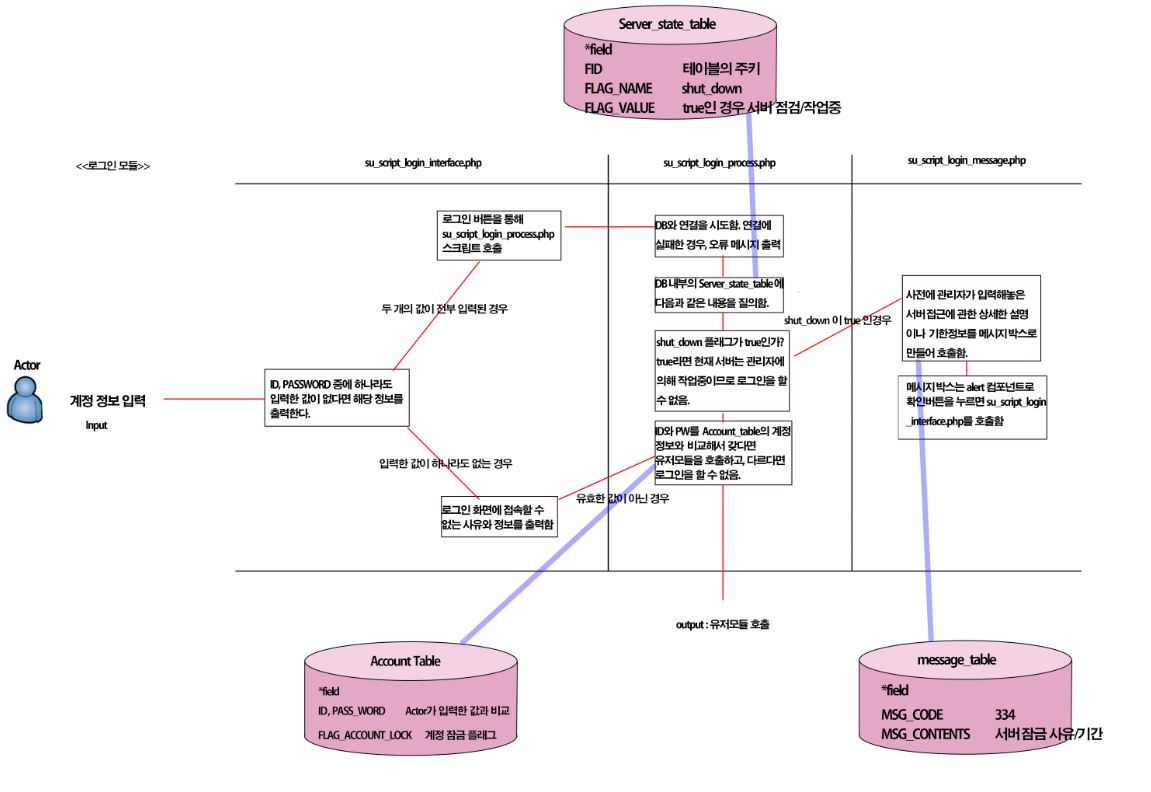 Server_state_table
*field
FID 테이블의 주키
FLAG_NAME shut_down
FLAG_VALUE true인 경우 서버 점검/작업중
<<로그인 모듈>>
su_script_login_interface.php
su_script_login_process.php
su_script_login_message.php
로그인 버튼을 통해
su_script_login_process.php
스크립트 호출
DB와 연결을 시도함. 연결에
실패한 경우, 오류 메시지 출력
DB 내부의 Server_state_table에
다음과 같은 내용을 질의함.
두 개의 값이 전부 입력된 경우
shut_down 이 true 인경우
사전에 관리자가 입력해놓은
서버 접근에 관한 상세한 설명
이나 기한정보를 메시지 박스로
만들어 호출함.
shut_down 플래그가 true인가?
true라면 현재 서버는 관리자에
의해 작업중이므로 로그인을 할
수 없음.
Actor
계정 정보 입력
Input
ID, PASSWORD 중에 하나라도
입력한 값이 없다면 해당 정보를
출력한다.
메시지 박스는 alert 컴포넌트로
확인버튼을 누르면 su_script_login
_interface.php를 호출함
ID와 PW를 Account_table의 계정
정보와 비교해서 갖다면
유저모듈을 호출하고, 다르다면
로그인을 할 수 없음.
입력한 값이 하나라도 없는 경우
유효한 값이 아닌 경우
로그인 화면에 접속할 수
없는 사유와 정보를 출력함
output : 유저모듈 호출
Account Table
*field
ID, PASS_WORD Actor가 입력한 값과 비교
FLAG_ACCOUNT_LOCK 계정 잠금 플래그
message_table
*field
MSG_CODE 334
MSG_CONTENTS 서버 잠금 사유/기간